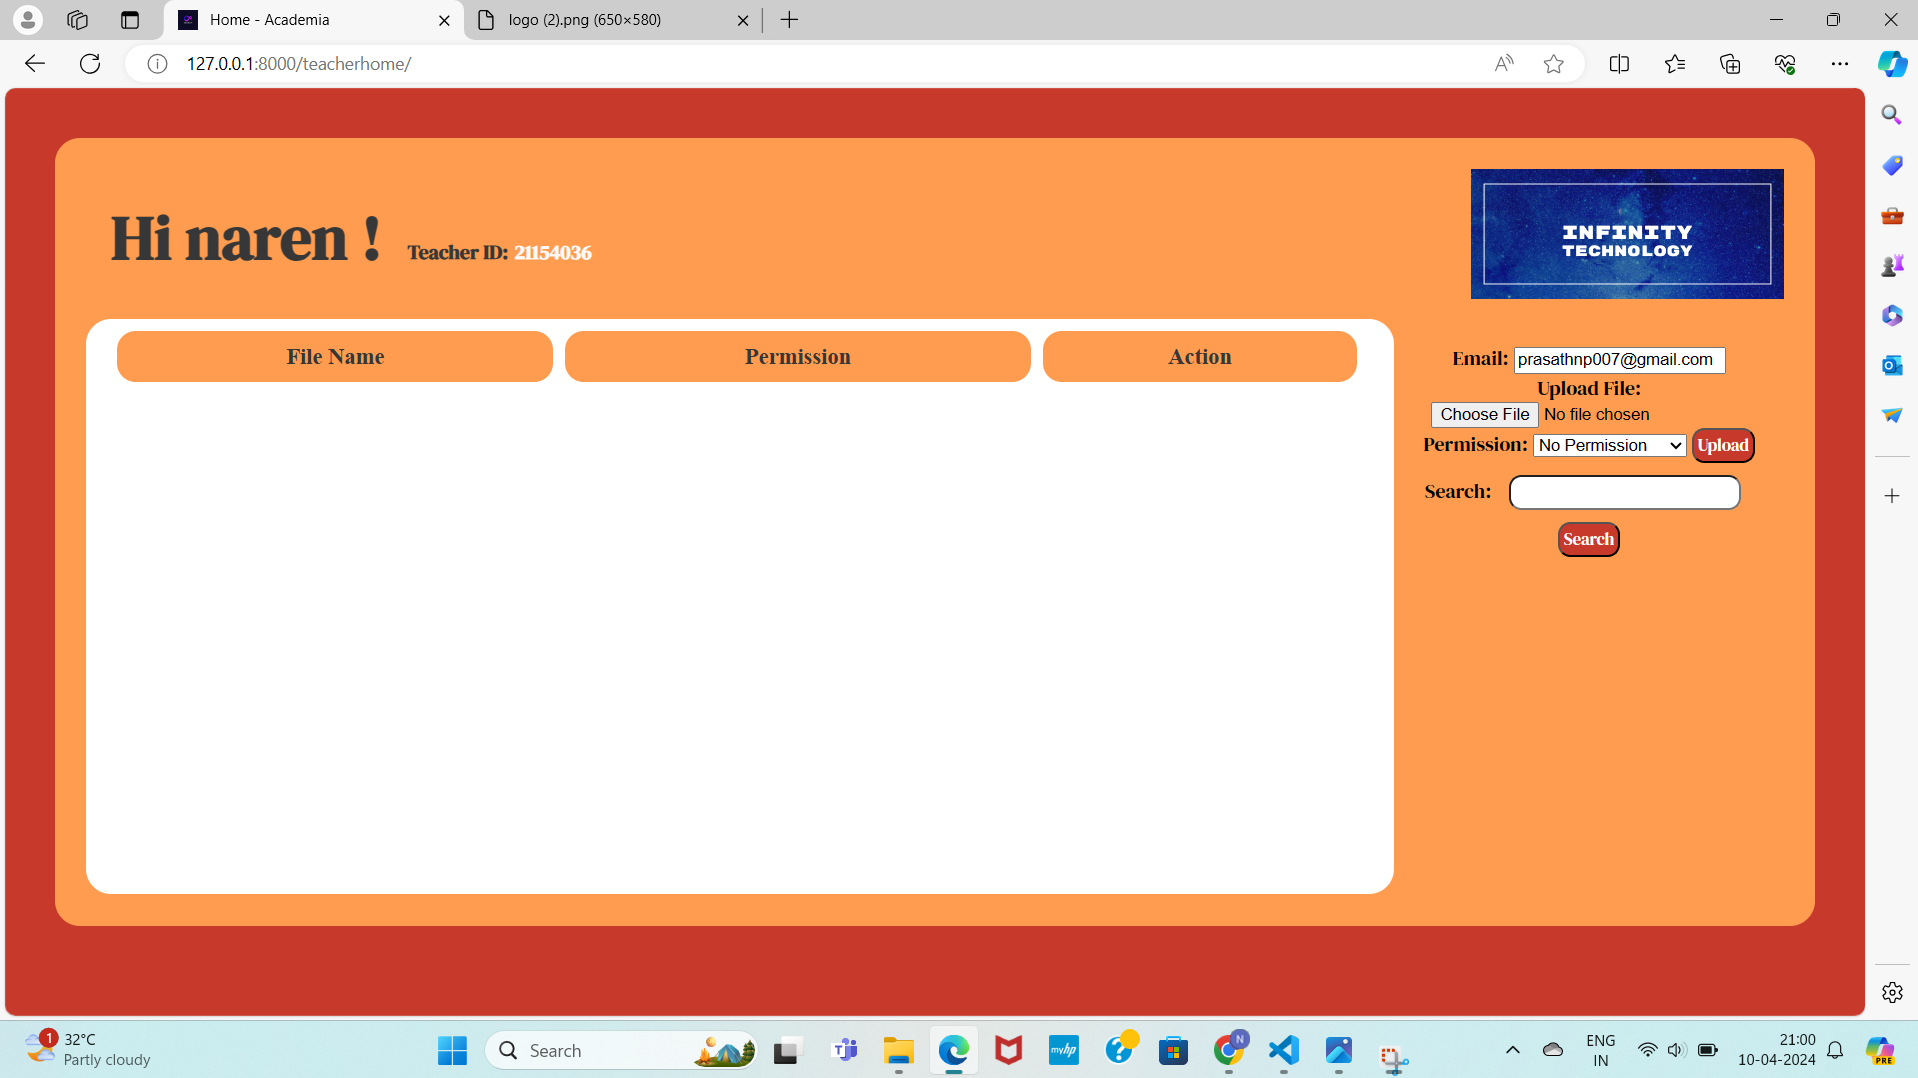 Home - Academia
logo (2).png (650×580)
127.0.0.1:8000/teacherhome/
INFINITY
TECHNOLOGY
Hi naren !
Teacher ID: 21154036
File Name
Permission
Action
Email: prasathnp007@gmail.com
Upload File:
Choose File No file chosen
Permission: No Permission Upload
Search:
Search
1
32°C
Partly cloudy
Search
myhp
N
ENG
IN
21:00
10-04-2024
PRE